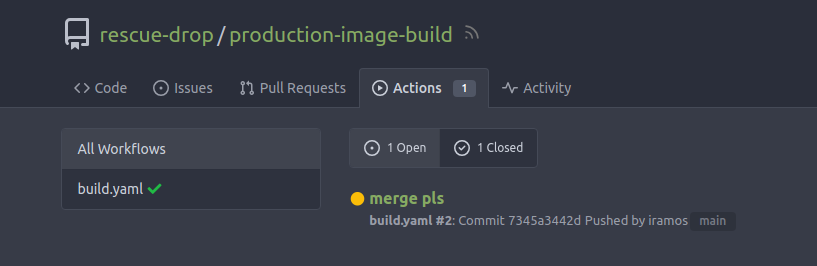 rescue-drop / production-image-build
Code Issues Pull Requests Actions 1 Activity
All Workflows
build.yaml
1 Open 1 Closed
merge pls
build.yaml #2: Commit 7345a3442d Pushed by iramos main